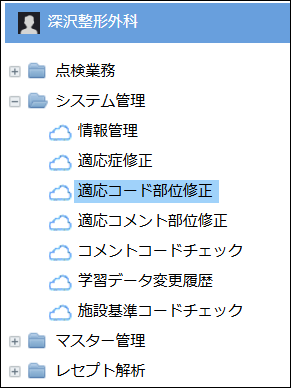 深沢整形外科
点検業務
システム管理
情報管理
適応症修正
適応コード部位修正
適応コメント部位修正
コメントコードチェック
学習データ変更履歴
施設基準コードチェック
マスター管理
レセプト解析